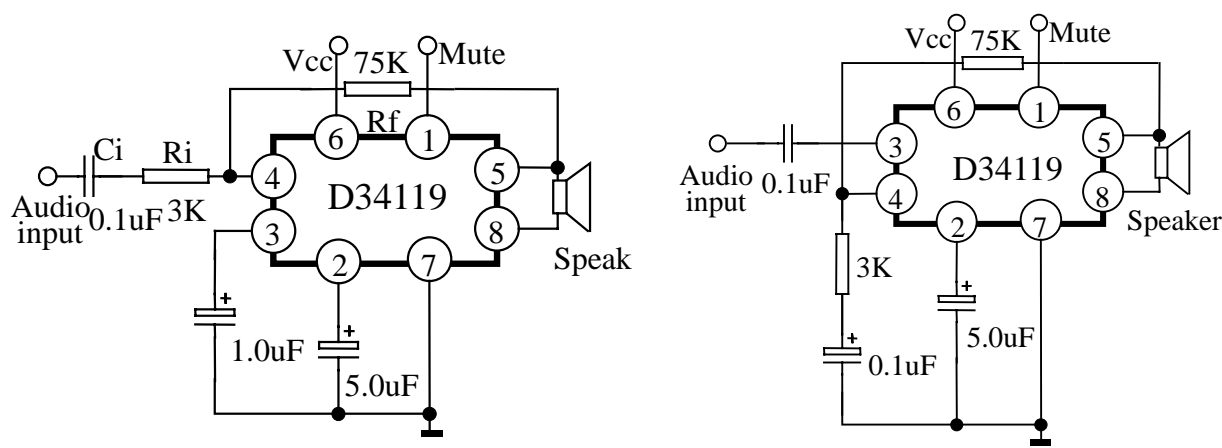 Vcc
75K
Mute
6
Rf
1
Ci
Ri
4
5
D34119
Audio
input
0.1uF
3K
3
8
2
7
Speak
1.0uF
5.0uF
Vcc
75K
Mute
6
1
3
5
Audio
input
0.1uF
D34119
4
8
2
7
Speaker
3K
5.0uF
0.1uF